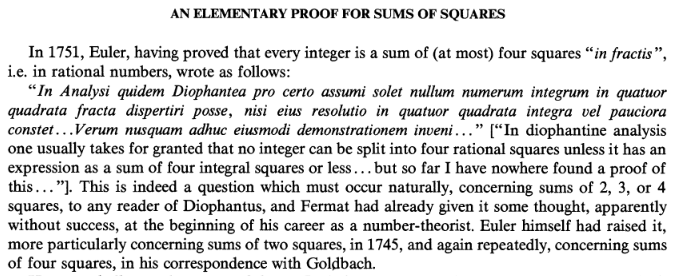 AN ELEMENTARY PROOF FOR SUMS OF SQUARES
In 1751, Euler, having proved that every integer is a sum of (at most) four squares “in fractis”,
i.e. in rational numbers, wrote as follows:
“In Analysi quidem Diophantea pro certo assumi solet nullum numerum integrum in quatuor
quadrata fracta dispertiri posse, nisi eius resolutio in quatuor quadrata integra vel pauciora
constet...Verum nusquam adhuc eiusmodi demonstrationem inveni...” [“In diophantine analysis
one usually takes for granted that no integer can be split into four rational squares unless it has an
expression as a sum of four integral squares or less...but so far I have nowhere found a proof of
this...”]. This is indeed a question which must occur naturally, concerning sums of 2, 3, or 4
squares, to any reader of Diophantus, and Fermat had already given it some thought, apparently
without success, at the beginning of his career as a number-theorist. Euler himself had raised it,
more particularly concerning sums of two squares, in 1745, and again repeatedly, concerning sums
of four squares, in his correspondence with Goldbach.